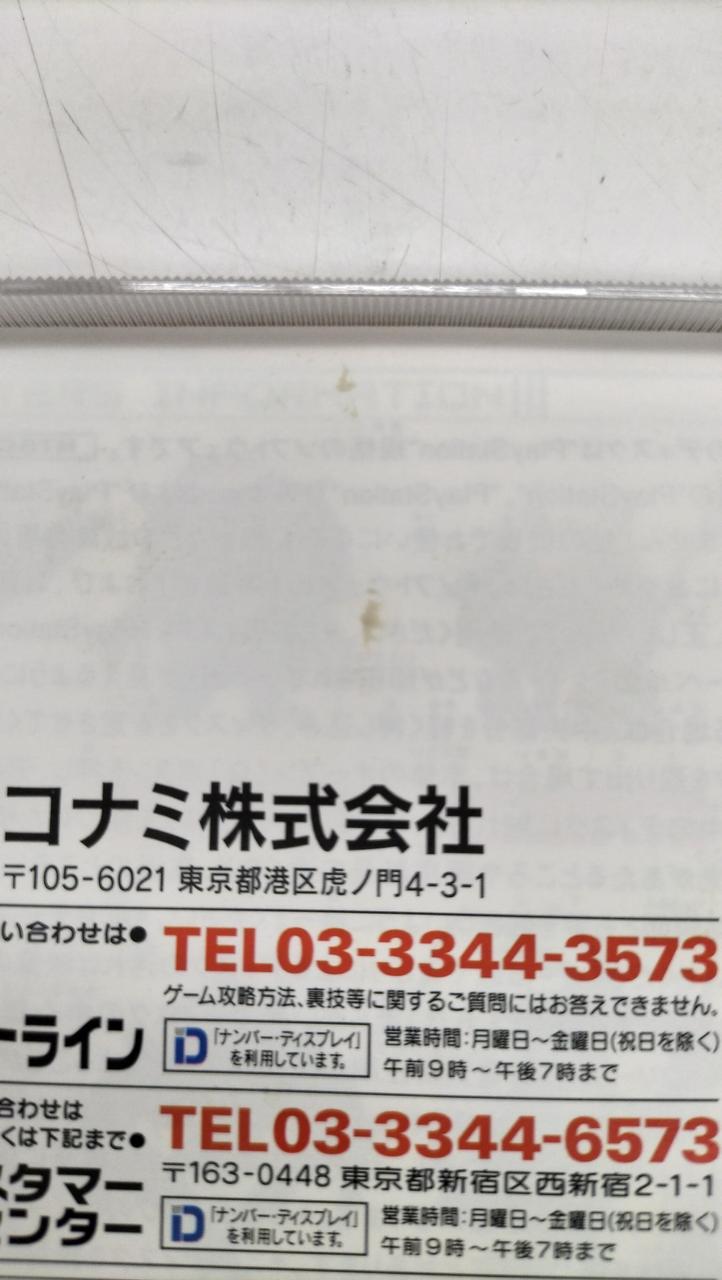 コナミ株式会社
〒105-6021 東京都港区虎ノ門4-3-1
い合わせは●
TEL03-3344-3573
ゲーム攻略方法、裏技等に関するご質問にはお答えできません。
ートライン
「ナンバー・ディスプレイ」
を利用しています。
営業時間:月曜日～金曜日(祝日を除く)
午前9時～午後7時まで
合わせは
くは下記まで●
TEL03-3344-6573
スタマー
センター
〒163-0448 東京都新宿区西新宿2-1-1
「ナンバー・ディスプレイ」
を利用しています。
営業時間:月曜日～金曜日(祝日を除く)
午前9時～午後7時まで